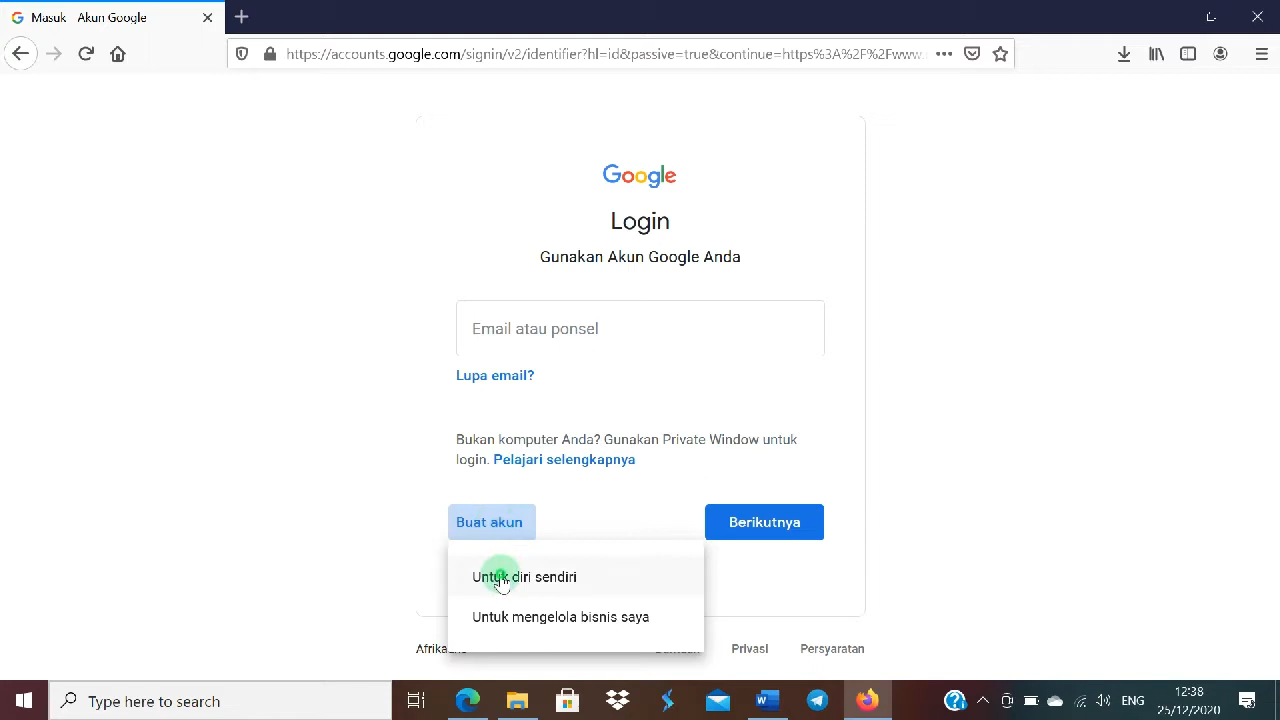 Masuk - Akun Google
https://accounts.google.com/signin/v2/identifier?hl=id&passive=true&continue=https%3A%2F%2Fwww.
Google
Login
Gunakan Akun Google Anda
Email atau ponsel
Lupa email?
Bukan komputer Anda? Gunakan Private Window untuk
login. Pelajari selengkapnya
Buat akun
Berikutnya
Untuk diri sendiri
Untuk mengelola bisnis saya
Privasi
Persyaratan
Type here to search
ENG
12:38
25/12/2020